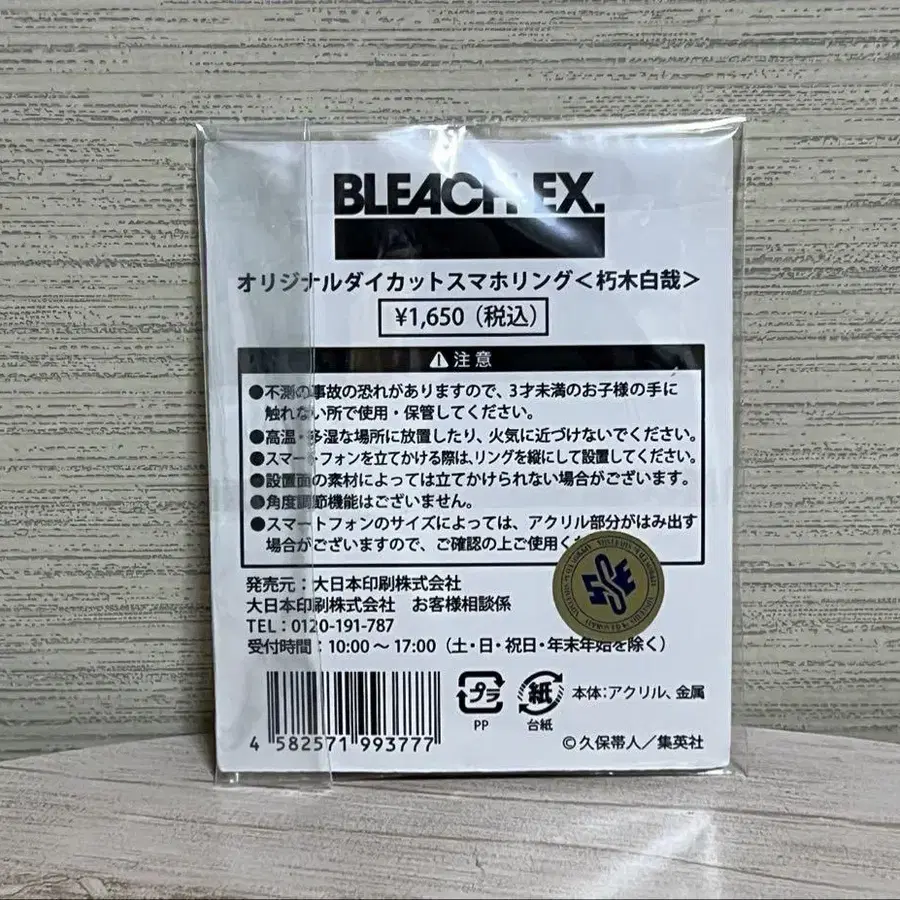 BLEACH EX.
オリジナルダイカットスマホリング＜朽木白哉＞
¥1,650（税込）
注意
●不測の事故の恐れがありますので、3才未満のお子様の手に
触れない所で使用・保管してください。
●高温・多湿な場所に放置したり、火気に近づけないでください。
●スマートフォンを立てかける際は、リングを縦にして設置してください。
●設置面の素材によっては立てかけられない場合がございます。
●角度調節機能はございません。
●スマートフォンのサイズによっては、アクリル部分がはみ出す
場合がございますので、ご確認の上ご使用く
発売元：大日本印刷株式会社
大日本印刷株式会社　お客様相談係
TEL：0120-191-787
受付時間：10:00～17:00（土・日・祝日・年末年始を除く）
プラ
PP
紙
台紙
本体：アクリル、金属
4 582571 993777
©久保帯人／集英社